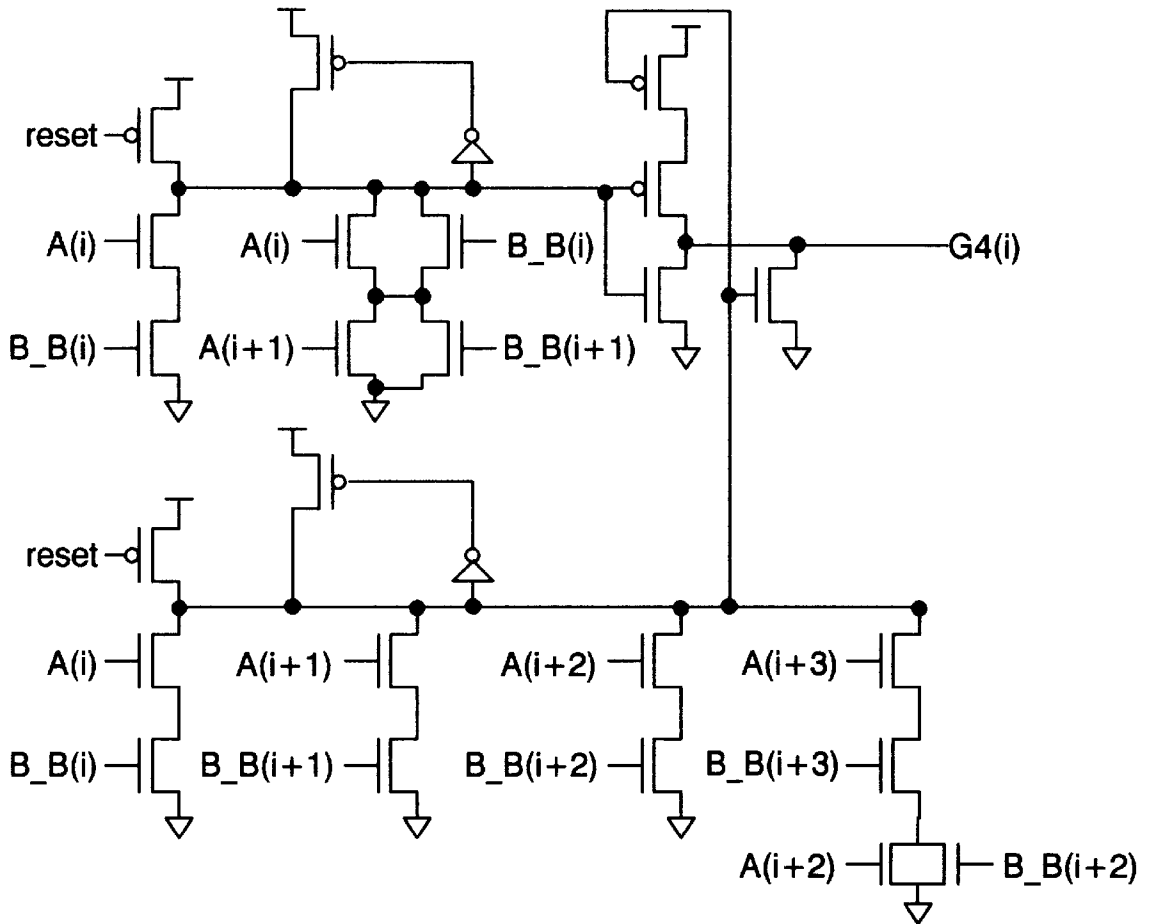 reset
A(i)
A(i)
B_B(i)
G4(i)
B_B(i)
A(i+1)
B_B(i+1)
reset
A(i)
A(i+1)
A(i+2)
A(i+3)
B_B(i)
B_B(i+1)
B_B(i+2)
B_B(i+3)
A(i+2)
B_B(i+2)